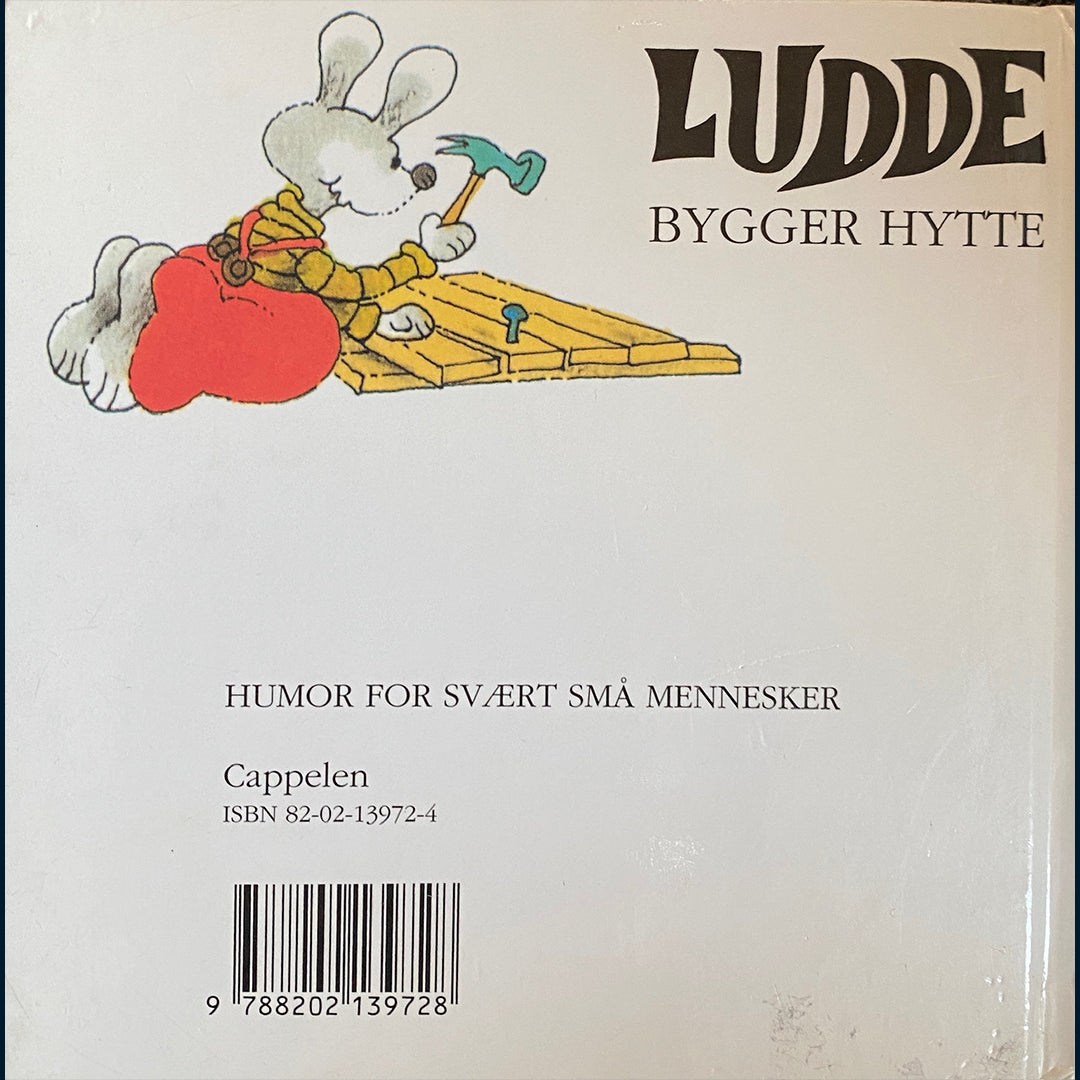 LUDDE
BYGGER HYTTE
HUMOR FOR SVÆRT SMÅ MENNESKER
Cappelen
ISBN 82-02-13972-4
9 788202 139728